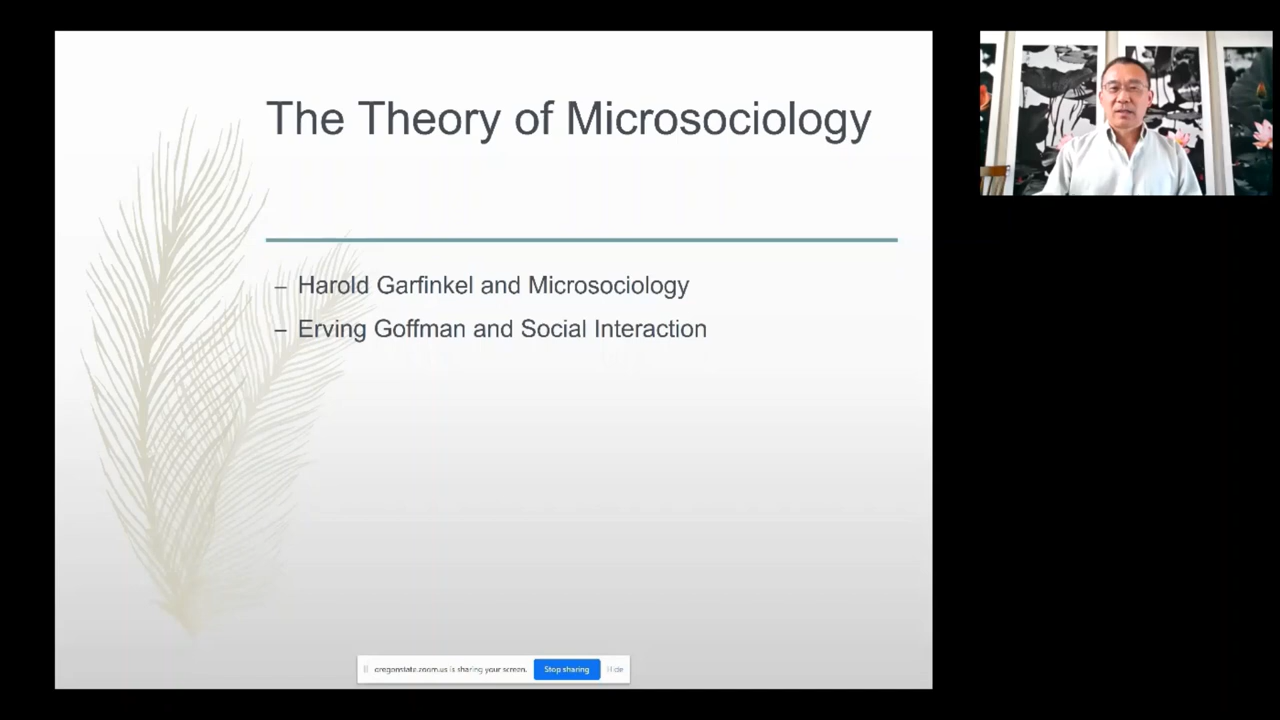 The Theory of Microsociology
– Harold Garfinkel and Microsociology
– Erving Goffman and Social Interaction
oregonstate.zoom.us is sharing your screen. Stop sharing Hide